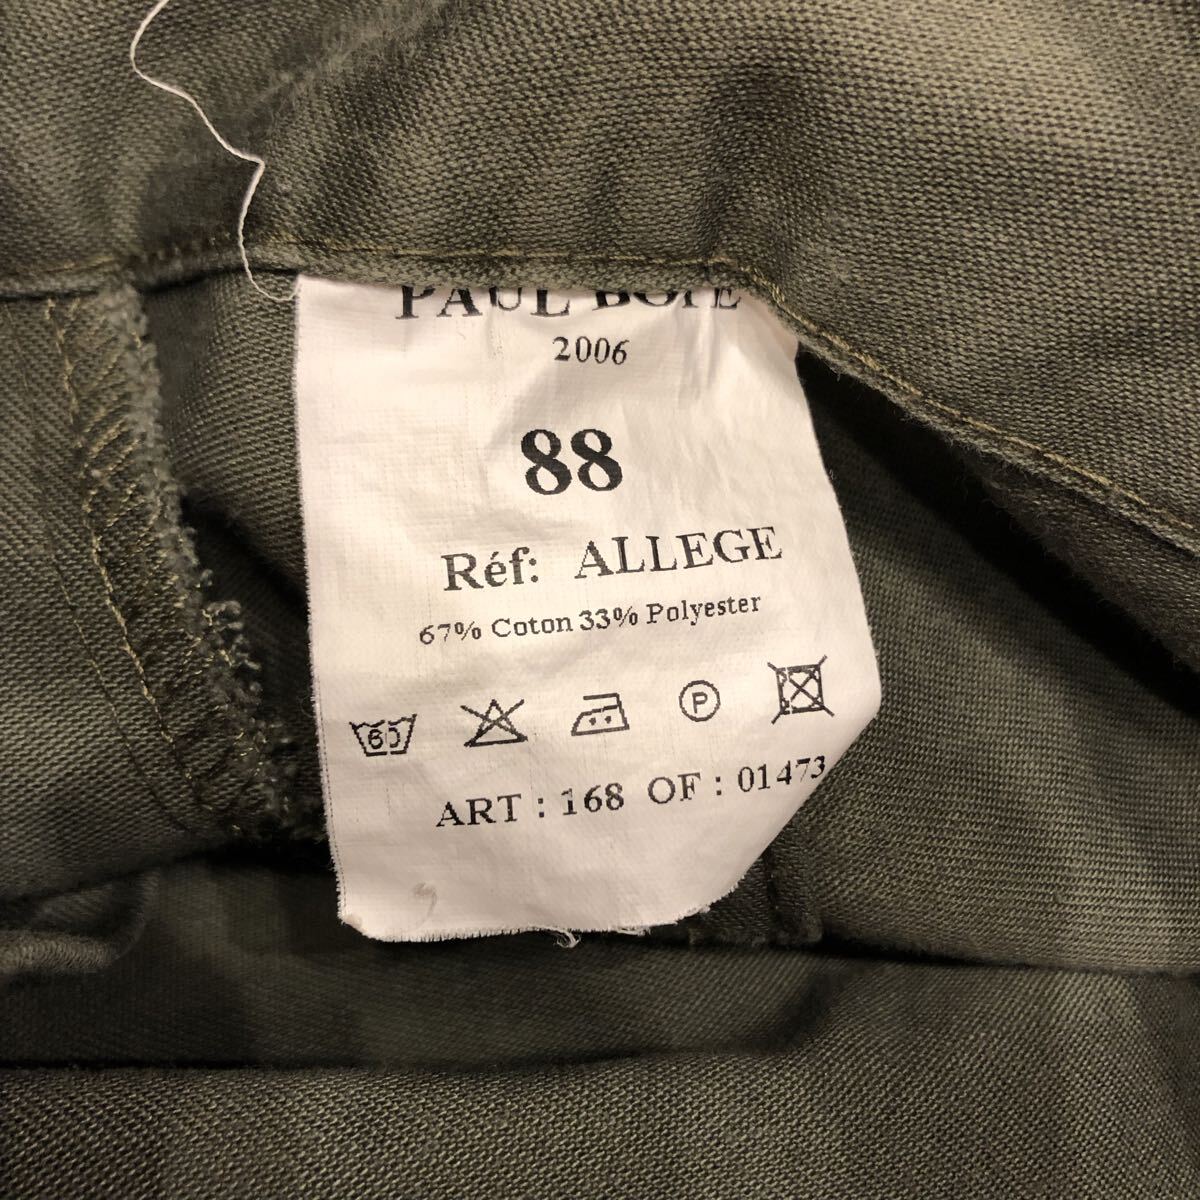 PAUL BOYE
2006
88
Réf: ALLEGE
67% Coton 33% Polyester
60 P
ART : 168 OF : 01473